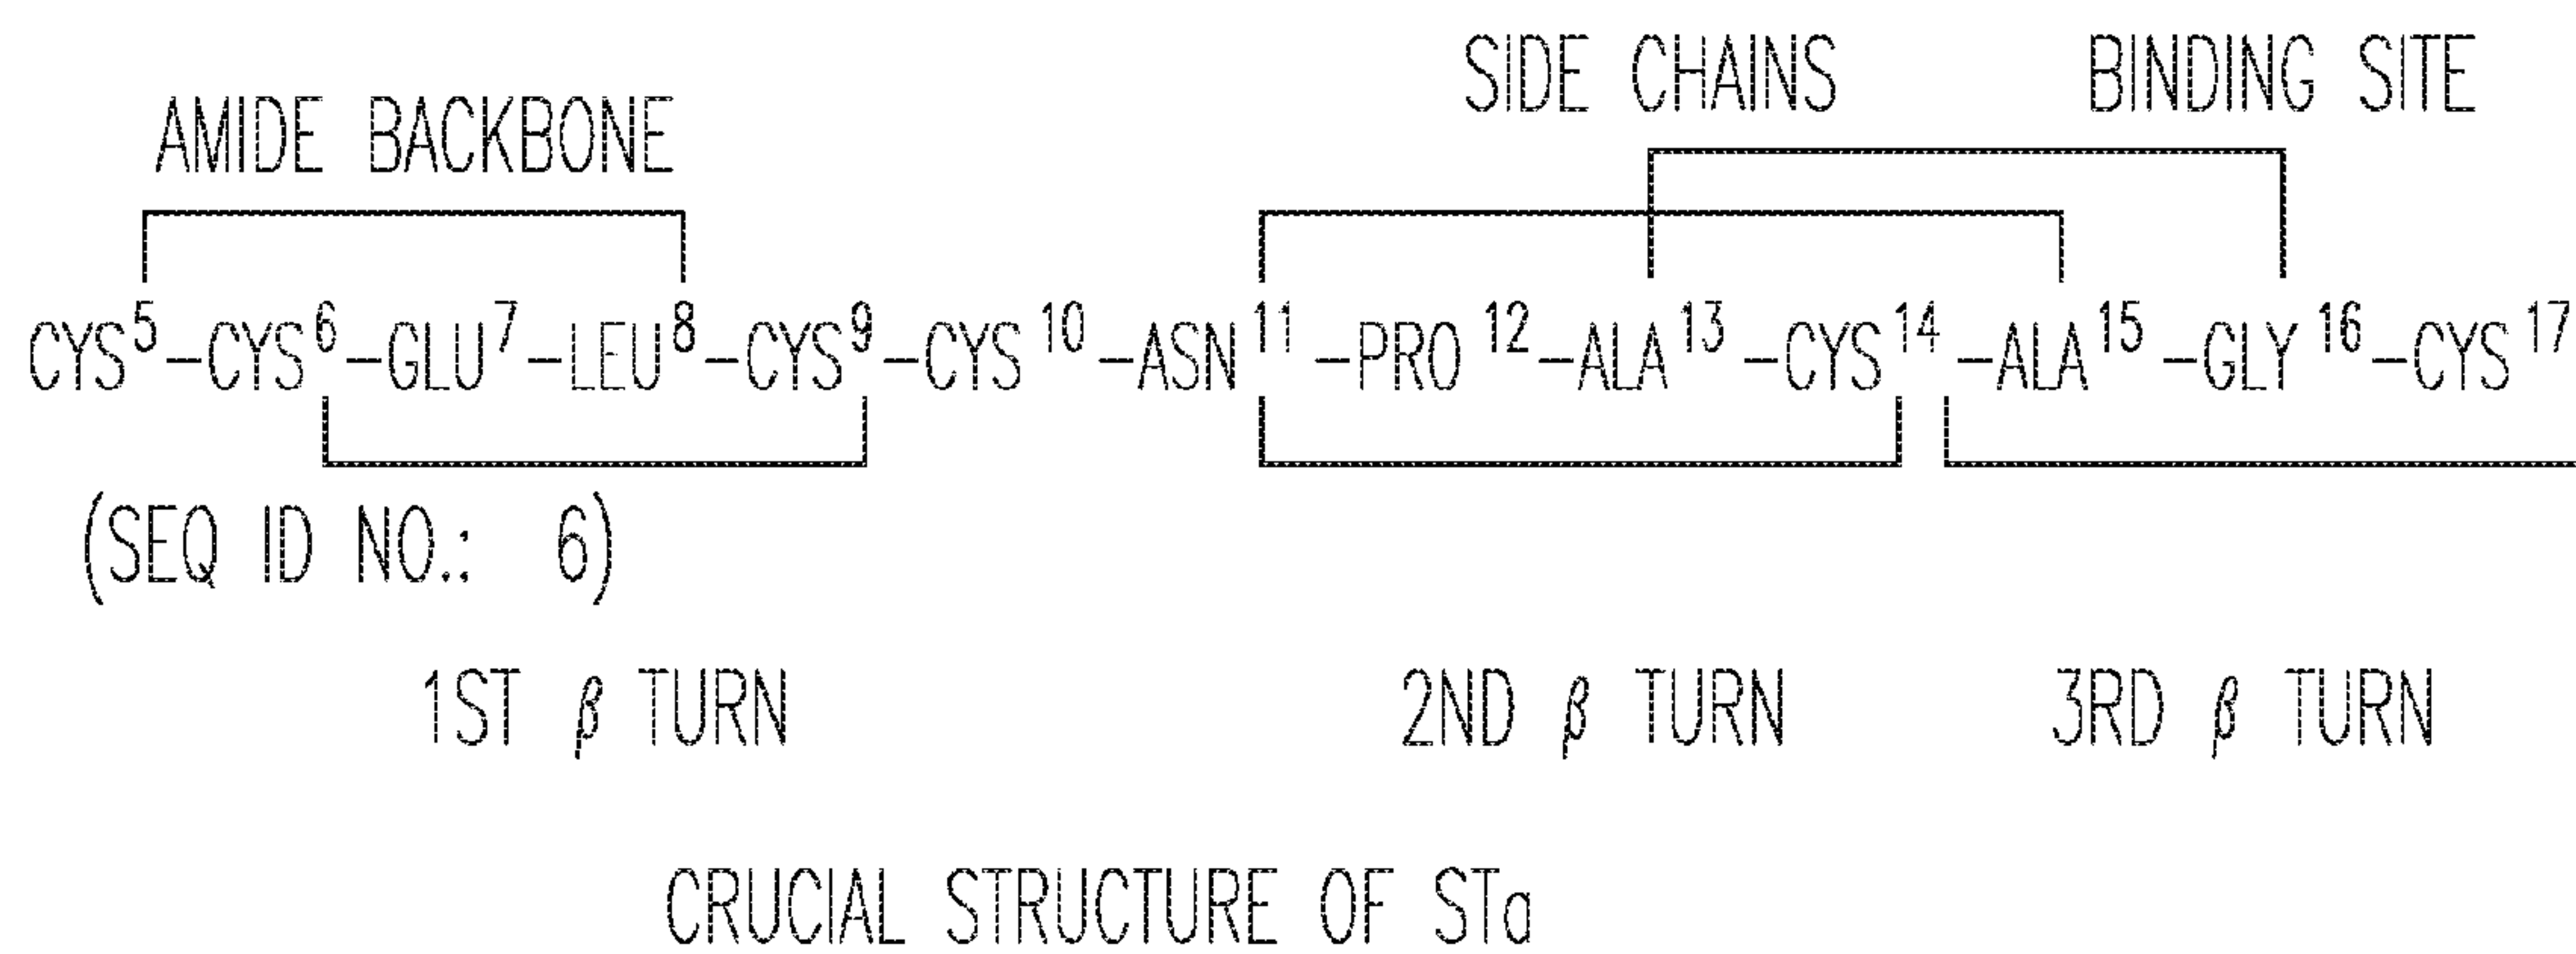 SIDE CHAINS BINDING SITE
AMIDE BACKBONE
CYS⁵–CYS⁶–GLU⁷–LEU⁸–CYS⁹–CYS¹⁰–ASN¹¹–PRO¹²–ALA¹³–CYS¹⁴–ALA¹⁵–GLY¹⁶–CYS¹⁷
(SEQ ID NO.: 6)
1ST β TURN 2ND β TURN 3RD β TURN
CRUCIAL STRUCTURE OF STa